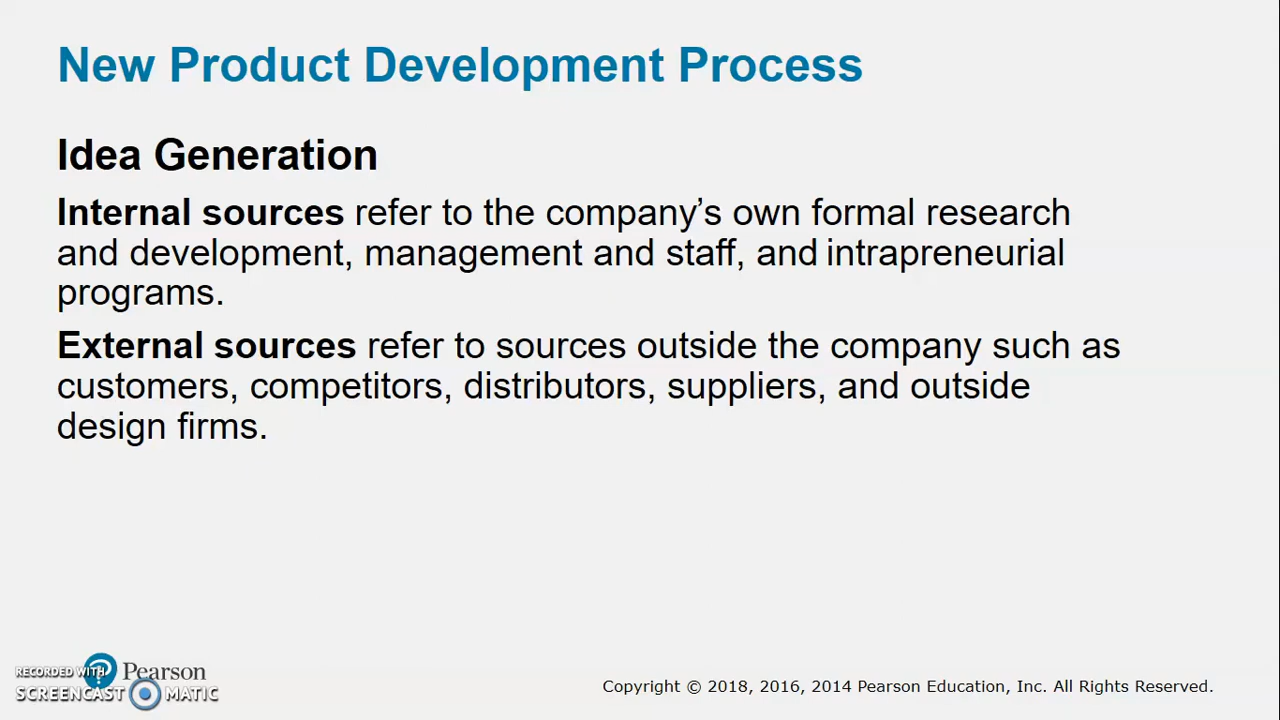 New Product Development Process
Idea Generation
Internal sources refer to the company’s own formal research
and development, management and staff, and intrapreneurial
programs.
External sources refer to sources outside the company such as
customers, competitors, distributors, suppliers, and outside
design firms.
Pearson
RECORDED WITH
SCREENCAST MATIC
Copyright © 2018, 2016, 2014 Pearson Education, Inc. All Rights Reserved.